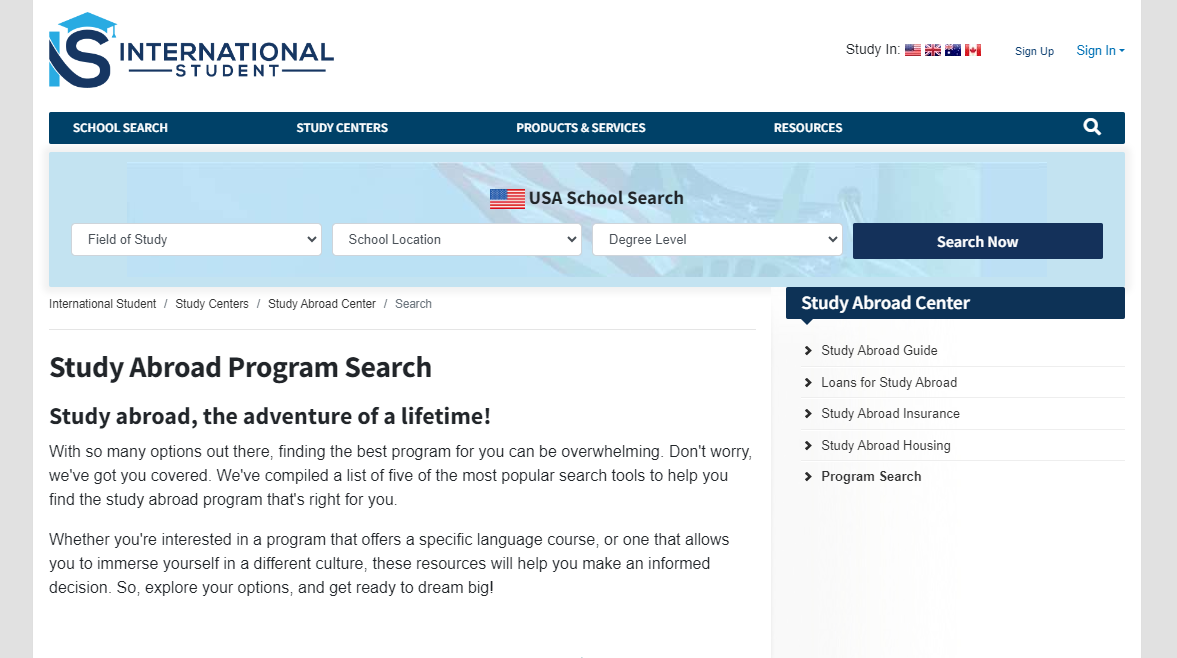 INTERNATIONAL
STUDENT
Study In:
Sign Up
Sign In
SCHOOL SEARCH
STUDY CENTERS
PRODUCTS & SERVICES
RESOURCES
USA School Search
Field of Study
School Location
Degree Level
Search Now
International Student / Study Centers / Study Abroad Center / Search
Study Abroad Program Search
Study abroad, the adventure of a lifetime!
With so many options out there, finding the best program for you can be overwhelming. Don't worry,
we've got you covered. We've compiled a list of five of the most popular search tools to help you
find the study abroad program that's right for you.
Whether you're interested in a program that offers a specific language course, or one that allows
you to immerse yourself in a different culture, these resources will help you make an informed
decision. So, explore your options, and get ready to dream big!
Study Abroad Center
Study Abroad Guide
Loans for Study Abroad
Study Abroad Insurance
Study Abroad Housing
Program Search